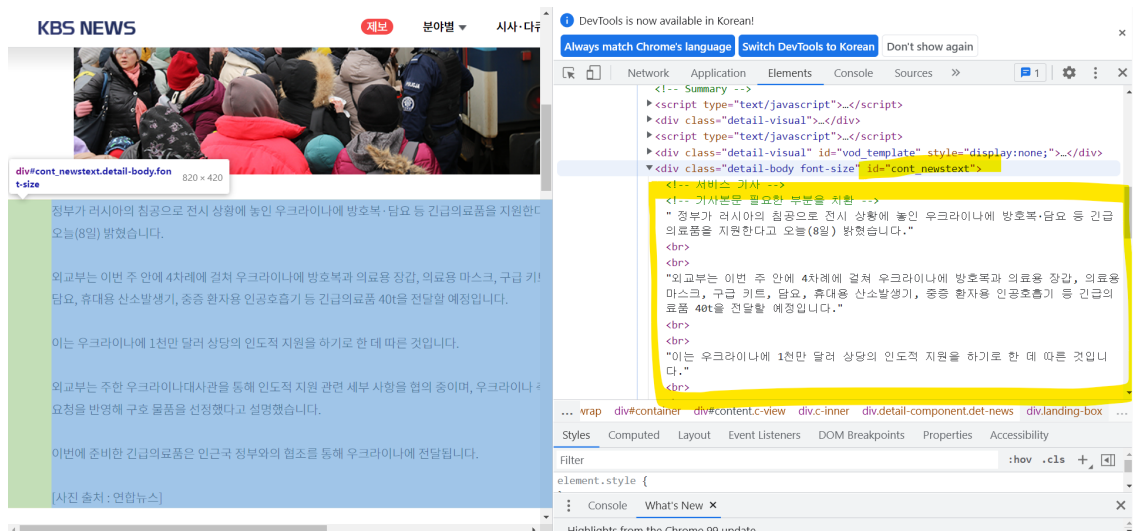 KBS NEWS
제보
분야별
시사·다큐
POLICJA
div#cont_newstext.detail-body.fon
t-size
820 × 420
정부가 러시아의 침공으로 전시 상황에 놓인 우크라이나에 방호복·담요 등 긴급의료품을 지원한다
오늘(8일) 밝혔습니다.
외교부는 이번 주 안에 4차례에 걸쳐 우크라이나에 방호복과 의료용 장갑, 의료용 마스크, 구급 키트
담요, 휴대용 산소발생기, 중증 환자용 인공호흡기 등 긴급의료품 40t을 전달할 예정입니다.
이는 우크라이나에 1천만 달러 상당의 인도적 지원을 하기로 한 데 따른 것입니다.
외교부는 주한 우크라이나대사관을 통해 인도적 지원 관련 세부 사항을 협의 중이며, 우크라이나
요청을 반영해 구호 물품을 선정했다고 설명했습니다.
이번에 준비한 긴급의료품은 인근국 정부와의 협조를 통해 우크라이나에 전달됩니다.
[사진 출처 : 연합뉴스]
DevTools is now available in Korean!
Always match Chrome's language
Switch DevTools to Korean
Don't show again
Network
Application
Elements
Console
Sources
1
<!-- Summary -->
<script type="text/javascript">…</script>
<div class="detail-visual">…</div>
<script type="text/javascript">…</script>
<div class="detail-visual" id="vod_template" style="display:none;">…</div>
<div class="detail-body font-size" id="cont_newstext">
<!-- 서비스 기사 -->
<!-- 기사본문 필요한 부분을 치환 -->
" 정부가 러시아의 침공으로 전시 상황에 놓인 우크라이나에 방호복·담요 등 긴급
의료품을 지원한다고 오늘(8일) 밝혔습니다."
<br>
<br>
"외교부는 이번 주 안에 4차례에 걸쳐 우크라이나에 방호복과 의료용 장갑, 의료용
마스크, 구급 키트, 담요, 휴대용 산소발생기, 중증 환자용 인공호흡기 등 긴급의
료품 40t을 전달할 예정입니다."
<br>
<br>
"이는 우크라이나에 1천만 달러 상당의 인도적 지원을 하기로 한 데 따른 것입니
다."
<br>
... wrap div#container div#content.c-view div.c-inner div.detail-component.det-news div.landing-box ...
Styles
Computed
Layout
Event Listeners
DOM Breakpoints
Properties
Accessibility
Filter
:hov .cls +
element.style {
Console
What's New
Highlights from the Chrome 99 update